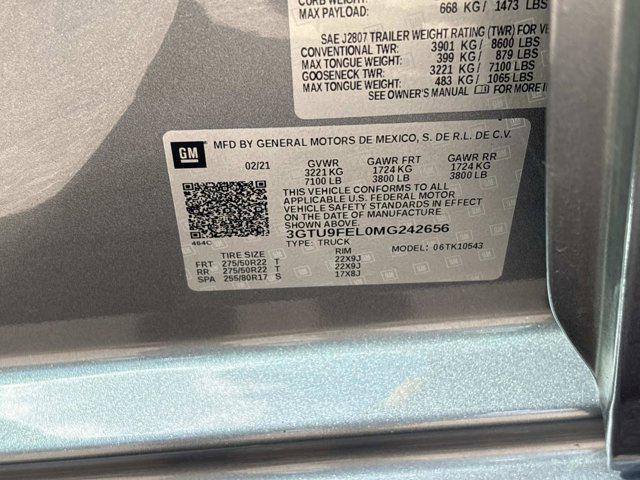 CURB WEIGHT:
MAX PAYLOAD: 668 KG / 1473 LBS
SAE J2807 TRAILER WEIGHT RATING (TWR) FOR VE
CONVENTIONAL TWR: 3901 KG / 8600 LBS
MAX TONGUE WEIGHT: 399 KG / 879 LBS
GOOSENECK TWR: 3221 KG / 7100 LBS
MAX TONGUE WEIGHT: 483 KG / 1065 LBS
SEE OWNER'S MANUAL FOR MORE IN
GM MFD BY GENERAL MOTORS DE MEXICO, S. DE R.L. DE C.V.
02/21 GVWR GAWR FRT GAWR RR
3221 KG 1724 KG 1724 KG
7100 LB 3800 LB 3800 LB
THIS VEHICLE CONFORMS TO ALL
APPLICABLE U.S. FEDERAL MOTOR
VEHICLE SAFETY, BUMPER, AND THEFT
PREVENTION STANDARDS IN EFFECT ON
THE DATE OF MANUFACTURE SHOWN ABOVE.
3GTU9FEL0MG242656
464C
TYPE: TRUCK MODEL: 06TK10543
TIRE SIZE RIM
FRT 275/50R22 T 22X9J
RR 275/50R22 T 22X9J
SPA 255/80R17 S 17X8J